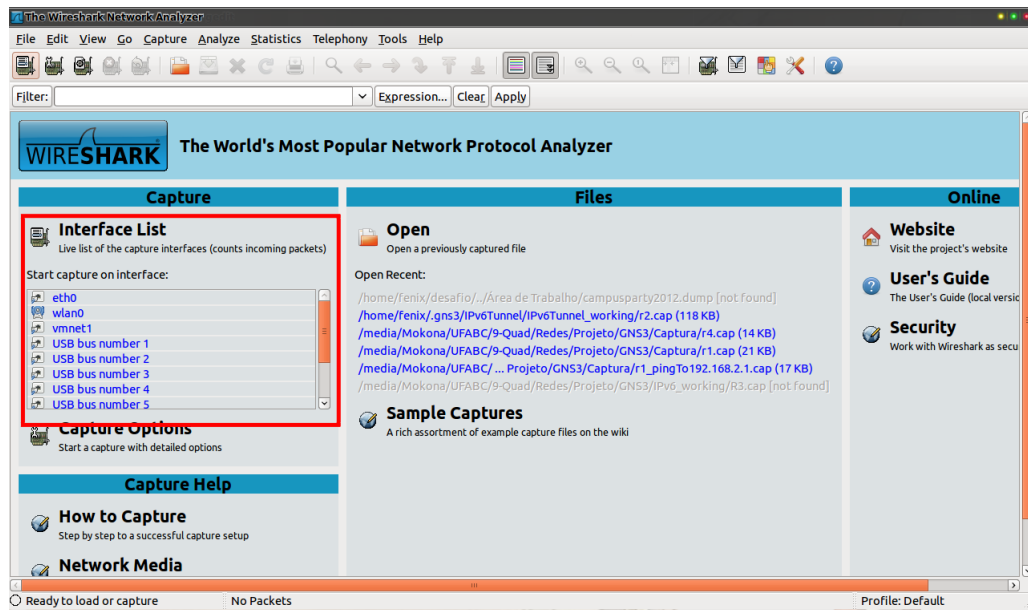 The Wireshark Network Analyzer
File Edit View Go Capture Analyze Statistics Telephony Tools Help
Filter: Expression... Clear Apply
WIRESHARK The World's Most Popular Network Protocol Analyzer
Capture
Interface List
Live list of the capture interfaces (counts incoming packets)
Start capture on interface:
eth0
wlan0
vmnet1
USB bus number 1
USB bus number 2
USB bus number 3
USB bus number 4
USB bus number 5
Capture Options
Start a capture with detailed options
Capture Help
How to Capture
Step by step to a successful capture setup
Network Media
Files
Open
Open a previously captured file
Open Recent:
/home/fenix/desafio/../Área de Trabalho/campusparty2012.dump [not found]
/home/fenix/.gns3/IPv6Tunnel/IPv6Tunnel_working/r2.cap (118 KB)
/media/Mokona/UFABC/9-Quad/Redes/Projeto/GNS3/Captura/r4.cap (14 KB)
/media/Mokona/UFABC/9-Quad/Redes/Projeto/GNS3/Captura/r1.cap (21 KB)
/media/Mokona/UFABC/ ... Projeto/GNS3/Captura/r1_pingTo192.168.2.1.cap (17 KB)
/media/Mokona/UFABC/9-Quad/Redes/Projeto/GNS3/IPv6_working/R3.cap [not found]
Sample Captures
A rich assortment of example capture files on the wiki
Online
Website
Visit the project's website
User's Guide
The User's Guide (local versic
Security
Work with Wireshark as secu
Ready to load or capture No Packets Profile: Default